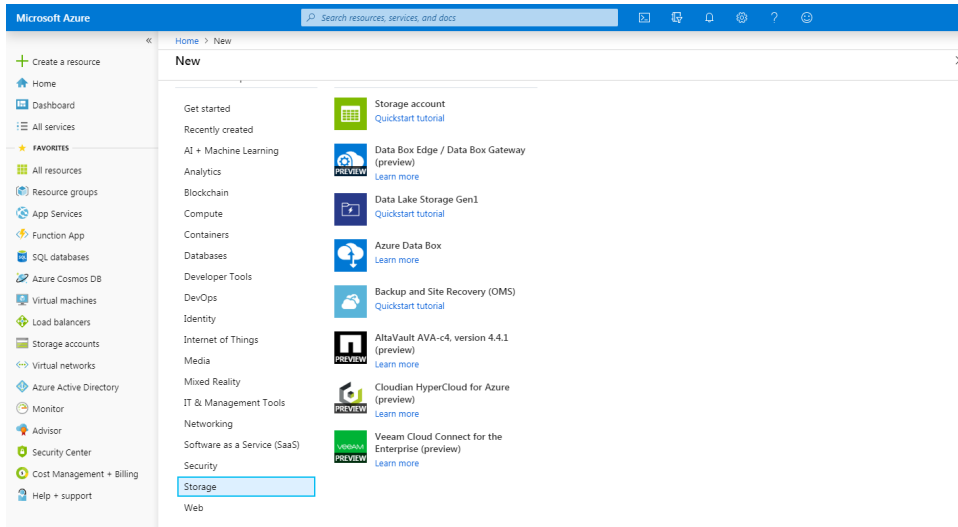 Microsoft Azure
Search resources, services, and docs
«
Home > New
New
Create a resource
Home
Dashboard
All services
FAVORITES
All resources
Resource groups
App Services
Function App
SQL databases
Azure Cosmos DB
Virtual machines
Load balancers
Storage accounts
Virtual networks
Azure Active Directory
Monitor
Advisor
Security Center
Cost Management + Billing
Help + support
Get started
Recently created
AI + Machine Learning
Analytics
Blockchain
Compute
Containers
Databases
Developer Tools
DevOps
Identity
Internet of Things
Media
Mixed Reality
IT & Management Tools
Networking
Software as a Service (SaaS)
Security
Storage
Web
Storage account
Quickstart tutorial
PREVIEW
Data Box Edge / Data Box Gateway
(preview)
Learn more
Data Lake Storage Gen1
Quickstart tutorial
Azure Data Box
Learn more
Backup and Site Recovery (OMS)
Quickstart tutorial
PREVIEW
AltaVault AVA-c4, version 4.4.1
(preview)
Learn more
PREVIEW
Cloudian HyperCloud for Azure
(preview)
Learn more
veeam
PREVIEW
Veeam Cloud Connect for the
Enterprise (preview)
Learn more